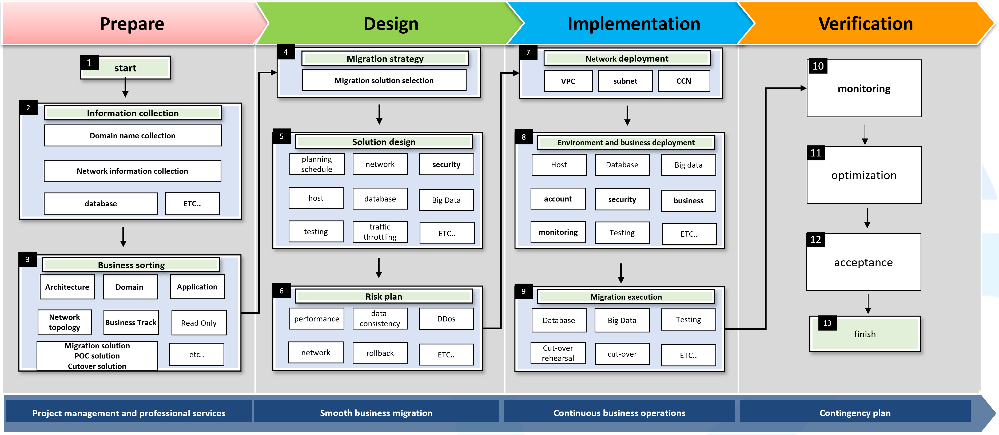 Prepare
Design
Implementation
Verification
1
start
2
Information collection
Domain name collection
Network information collection
database
ETC..
3
Business sorting
Architecture
Domain
Application
Network
topology
Business Track
Read Only
Migration solution
POC solution
Cutover solution
etc..
4
Migration strategy
Migration solution selection
5
Solution design
planning
schedule
network
security
host
database
Big Data
testing
traffic
throttling
ETC..
6
Risk plan
performance
data
consistency
DDos
network
rollback
ETC..
7
Network deployment
VPC
subnet
CCN
8
Environment and business deployment
Host
Database
Big data
account
security
business
monitoring
Testing
ETC..
9
Migration execution
Database
Big Data
Testing
Cut-over
rehearsal
cut-over
ETC..
10
monitoring
11
optimization
12
acceptance
13
finish
Project management and professional services
Smooth business migration
Continuous business operations
Contingency plan